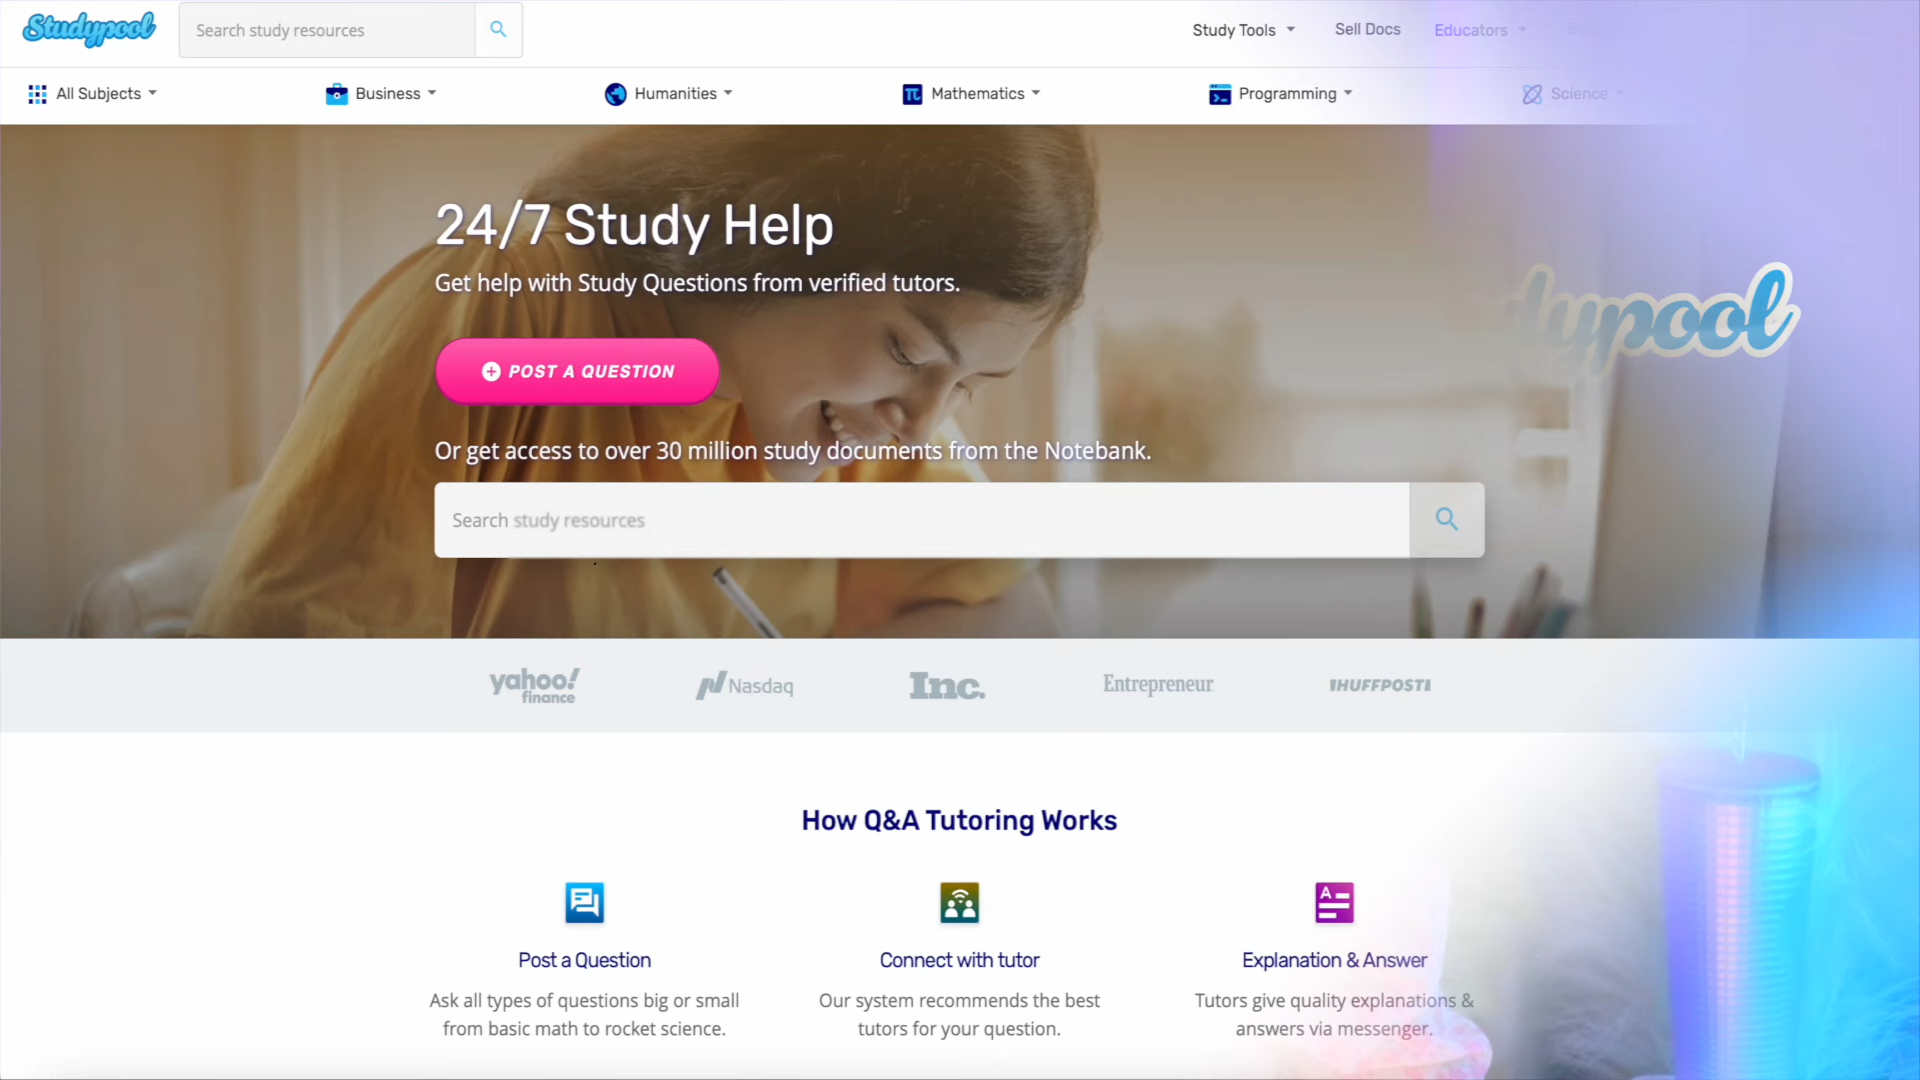 Studypool
Search study resources
Study Tools
Sell Docs
Educators
All Subjects
Business
Humanities
Mathematics
Programming
Science
24/7 Study Help
Get help with Study Questions from verified tutors.
POST A QUESTION
dypool
Or get access to over 30 million study documents from the Notebank.
Search study resources
yahoo!
finance
Nasdaq
Inc.
Entrepreneur
HUFFPOST
How Q&A Tutoring Works
Post a Question
Connect with tutor
Explanation & Answer
Ask all types of questions big or small
from basic math to rocket science.
Our system recommends the best
tutors for your question.
Tutors give quality explanations &
answers via messenger.